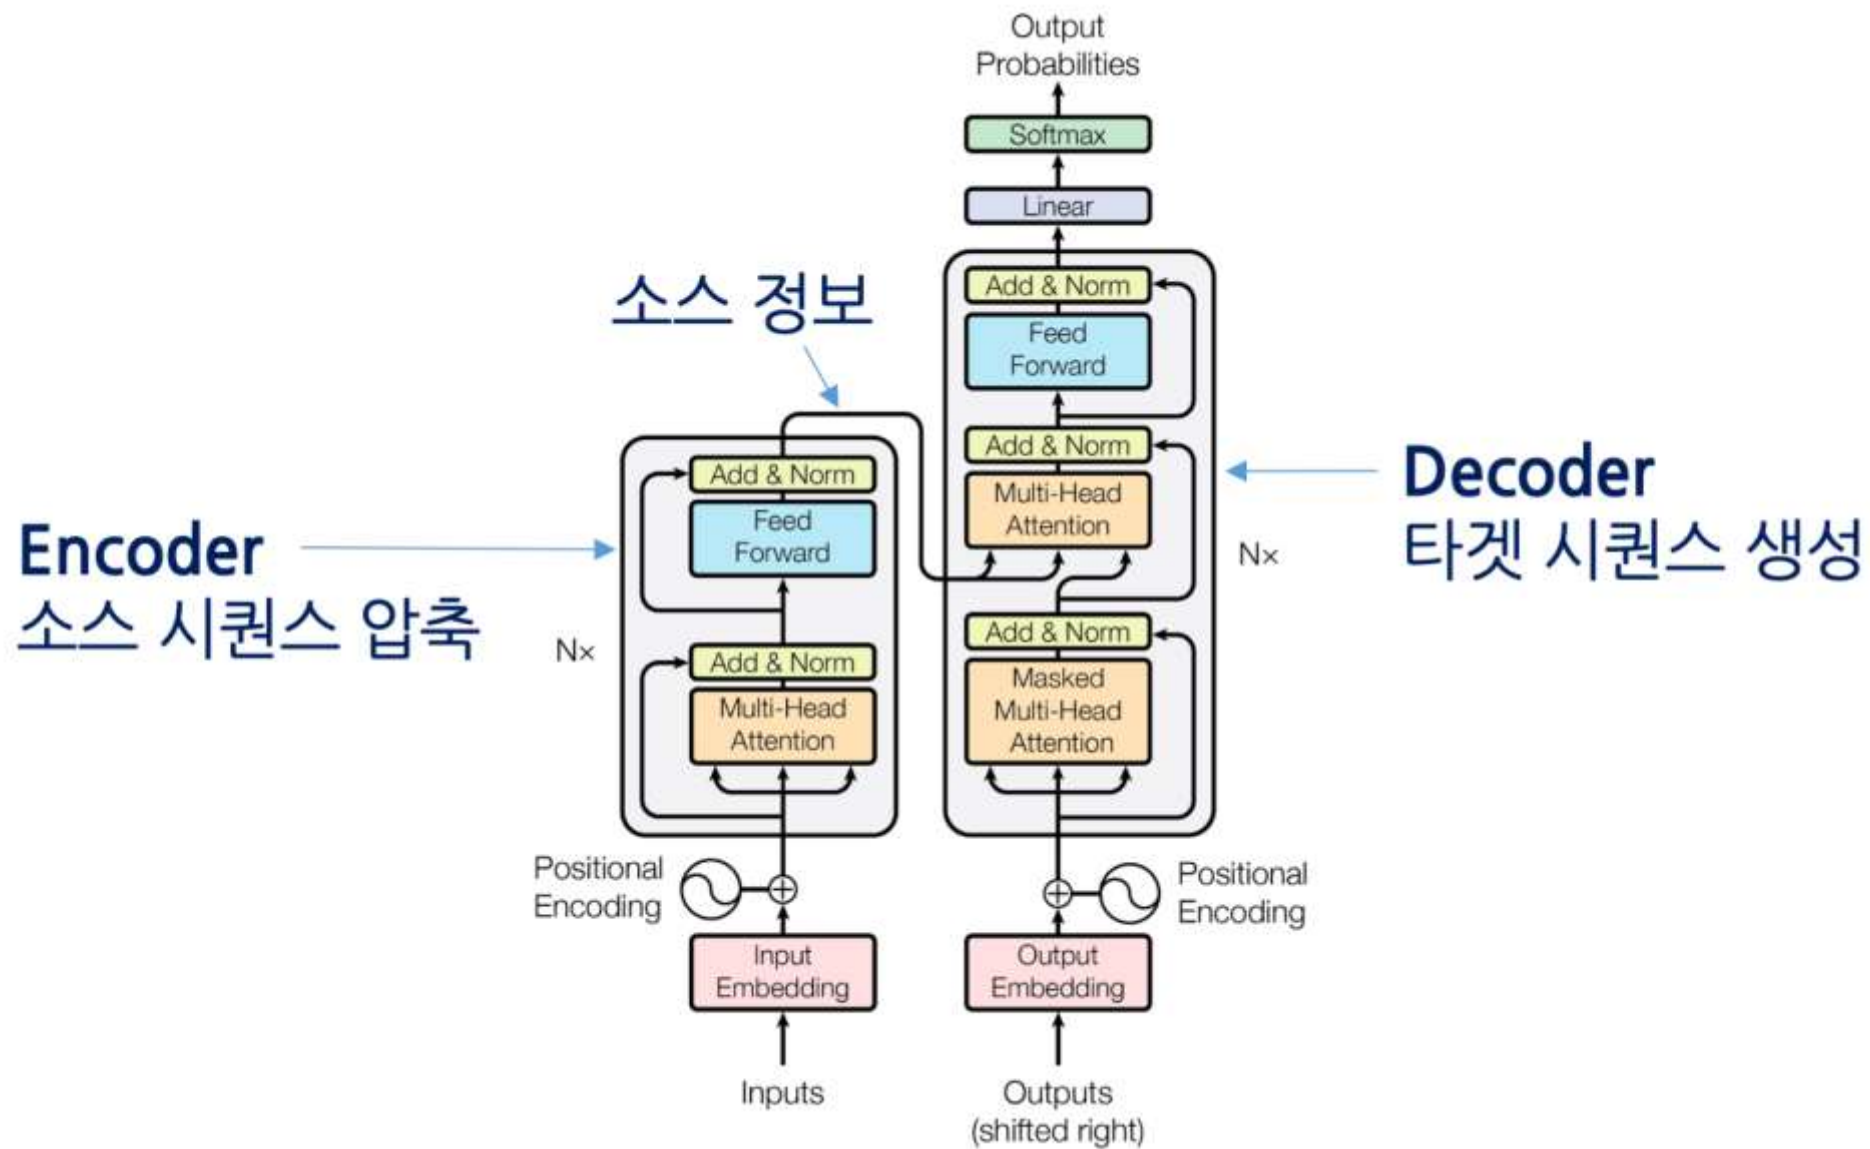 Output
Probabilities
Softmax
Linear
Add & Norm
Feed
Forward
Add & Norm
Multi-Head
Attention
Add & Norm
Masked
Multi-Head
Attention
Nx
Decoder
타겟 시퀀스 생성
소스 정보
Add & Norm
Feed
Forward
Add & Norm
Multi-Head
Attention
Nx
Encoder
소스 시퀀스 압축
Positional
Encoding
Input
Embedding
Inputs
Positional
Encoding
Output
Embedding
Outputs
(shifted right)